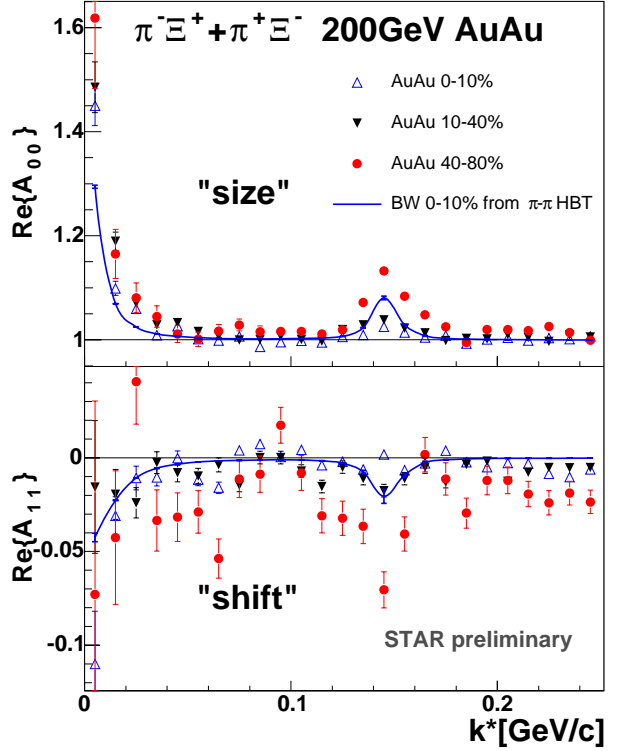 π⁻Ξ⁺+π⁺Ξ⁻ 200GeV AuAu
AuAu 0-10%
AuAu 10-40%
AuAu 40-80%
BW 0-10% from π-π HBT
"size"
Re{A₀₀}
1.6
1.4
1.2
1
"shift"
STAR preliminary
Re{A₁₁}
0
-0.05
-0.1
0
0.1
0.2
k*[GeV/c]